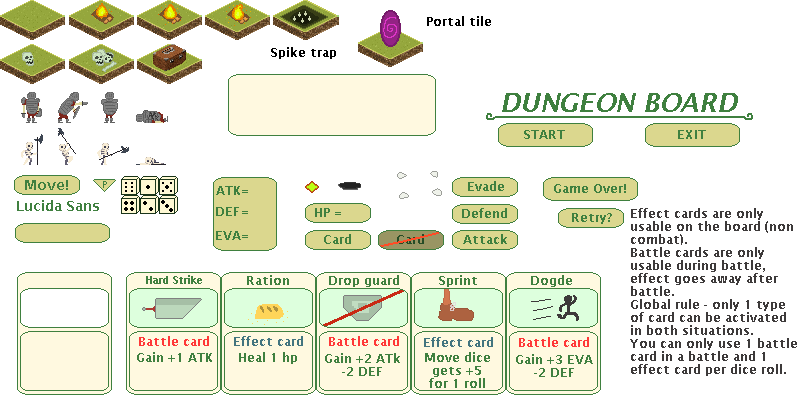 Portal tile
Spike trap
DUNGEON BOARD
START
EXIT
Move!
P
Lucida Sans
ATK=
DEF=
EVA=
HP =
Card
Card
Evade
Defend
Attack
Game Over!
Retry?
Effect cards are only
usable on the board (non
combat).
Battle cards are only
usable during battle,
effect goes away after
battle.
Global rule - only 1 type
of card can be activated
in both situations.
You can only use 1 battle
card in a battle and 1
effect card per dice roll.
Hard Strike
Battle card
Gain +1 ATK
Ration
Effect card
Heal 1 hp
Drop guard
Battle card
Gain +2 ATk
-2 DEF
Sprint
Effect card
Move dice
gets +5
for 1 roll
Dogde
Battle card
Gain +3 EVA
-2 DEF